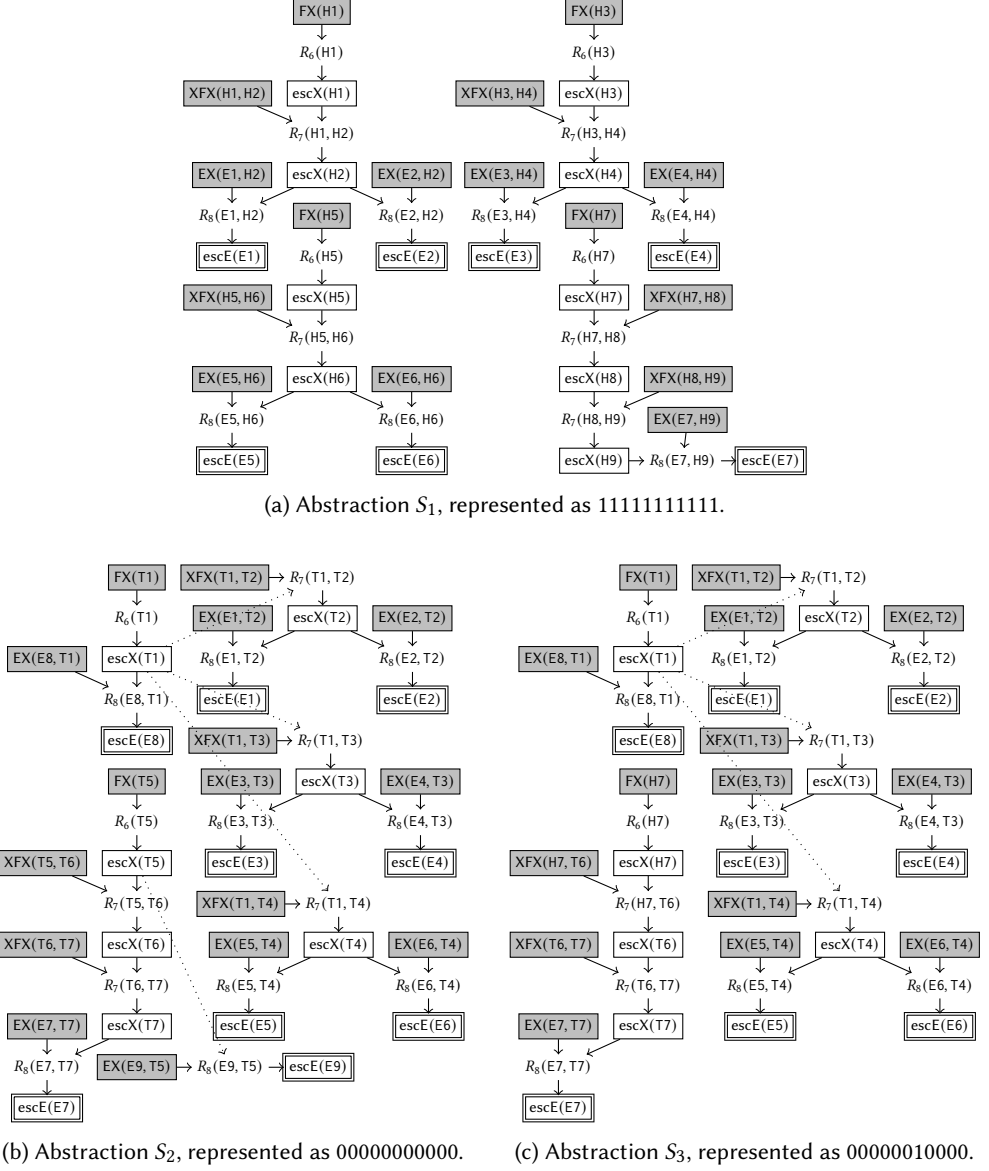 FX(H1) FX(H3)
R6(H1) R6(H3)
XFX(H1, H2) escX(H1) XFX(H3, H4) escX(H3)
R7(H1, H2) R7(H3, H4)
EX(E1, H2) escX(H2) EX(E2, H2) EX(E3, H4) escX(H4) EX(E4, H4)
R8(E1, H2) FX(H5) R8(E2, H2) R8(E3, H4) FX(H7) R8(E4, H4)
escE(E1) R6(H5) escE(E2) escE(E3) R6(H7) escE(E4)
XFX(H5, H6) escX(H5) escX(H7) XFX(H7, H8)
R7(H5, H6) R7(H7, H8)
EX(E5, H6) escX(H6) EX(E6, H6) escX(H8) XFX(H8, H9)
R8(E5, H6) R8(E6, H6) R7(H8, H9) EX(E7, H9)
escE(E5) escE(E6) escX(H9) R8(E7, H9) escE(E7)
(a) Abstraction S1, represented as 11111111111.
FX(T1) XFX(T1, T2) R7(T1, T2)
R6(T1) EX(E1, T2) escX(T2) EX(E2, T2)
EX(E8, T1) escX(T1) R8(E1, T2) R8(E2, T2)
R8(E8, T1) escE(E1) escE(E2)
escE(E8) XFX(T1, T3) R7(T1, T3)
FX(T5) EX(E3, T3) escX(T3) EX(E4, T3)
R6(T5) R8(E3, T3) R8(E4, T3)
XFX(T5, T6) escX(T5) escE(E3) escE(E4)
R7(T5, T6) XFX(T1, T4) R7(T1, T4)
XFX(T6, T7) escX(T6) EX(E5, T4) escX(T4) EX(E6, T4)
R7(T6, T7) R8(E5, T4) R8(E6, T4)
EX(E7, T7) escX(T7) escE(E5) escE(E6)
R8(E7, T7) EX(E9, T5) R8(E9, T5) escE(E9)
escE(E7)
(b) Abstraction S2, represented as 00000000000.
FX(T1) XFX(T1, T2) R7(T1, T2)
R6(T1) EX(E1, T2) escX(T2) EX(E2, T2)
EX(E8, T1) escX(T1) R8(E1, T2) R8(E2, T2)
R8(E8, T1) escE(E1) escE(E2)
escE(E8) XFX(T1, T3) R7(T1, T3)
FX(H7) EX(E3, T3) escX(T3) EX(E4, T3)
R6(H7) R8(E3, T3) R8(E4, T3)
XFX(H7, T6) escX(H7) escE(E3) escE(E4)
R7(H7, T6) XFX(T1, T4) R7(T1, T4)
XFX(T6, T7) escX(T6) EX(E5, T4) escX(T4) EX(E6, T4)
R7(T6, T7) R8(E5, T4) R8(E6, T4)
EX(E7, T7) escX(T7) escE(E5) escE(E6)
R8(E7, T7)
escE(E7)
(c) Abstraction S3, represented as 00000010000.